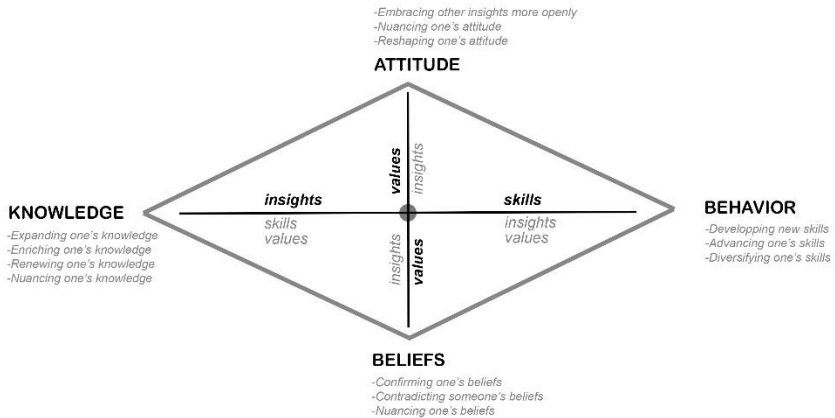 -Embracing other insights more openly
-Nuancing one's attitude
-Reshaping one's attitude
ATTITUDE
values
insights
KNOWLEDGE
-Expanding one's knowledge
-Enriching one's knowledge
-Renewing one's knowledge
-Nuancing one's knowledge
insights
skills
values
skills
insights
values
BEHAVIOR
-Developping new skills
-Advancing one's skills
-Diversifying one's skills
insights
values
BELIEFS
-Confirming one's beliefs
-Contradicting someone's beliefs
-Nuancing one's beliefs